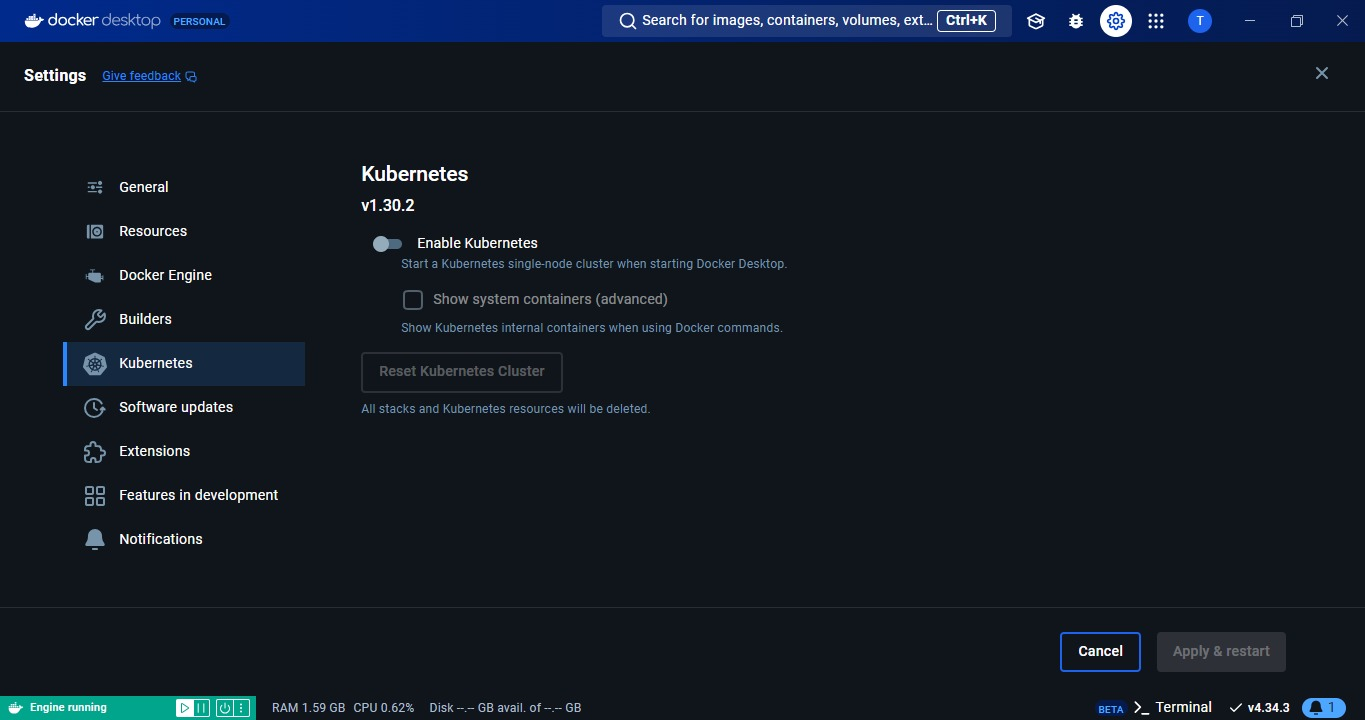 docker desktop PERSONAL
Search for images, containers, volumes, ext... Ctrl+K
T
Settings Give feedback
General
Resources
Docker Engine
Builders
Kubernetes
Software updates
Extensions
Features in development
Notifications
Kubernetes
v1.30.2
Enable Kubernetes
Start a Kubernetes single-node cluster when starting Docker Desktop.
Show system containers (advanced)
Show Kubernetes internal containers when using Docker commands.
Reset Kubernetes Cluster
All stacks and Kubernetes resources will be deleted.
Cancel Apply & restart
Engine running RAM 1.59 GB CPU 0.62% Disk --.-- GB avail. of --.-- GB BETA Terminal v4.34.3 1